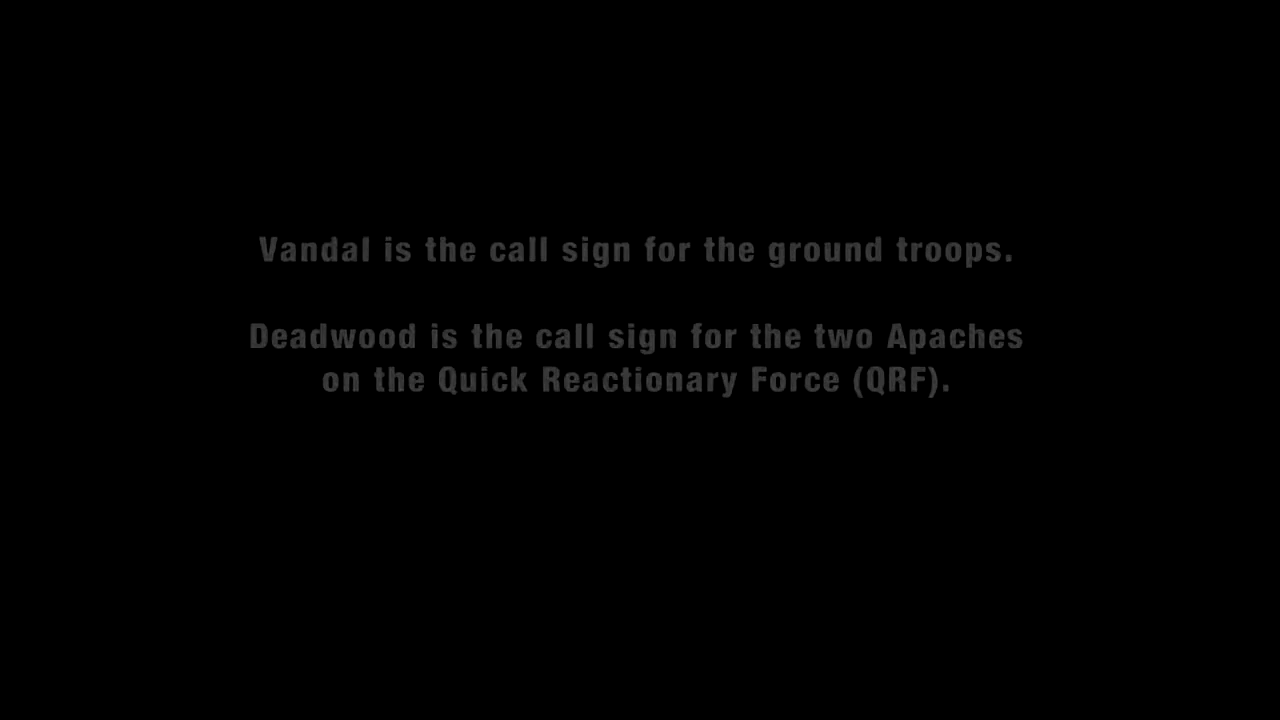 Vandal is the call sign for the ground troops.
Deadwood is the call sign for the two Apaches
on the Quick Reactionary Force (QRF).